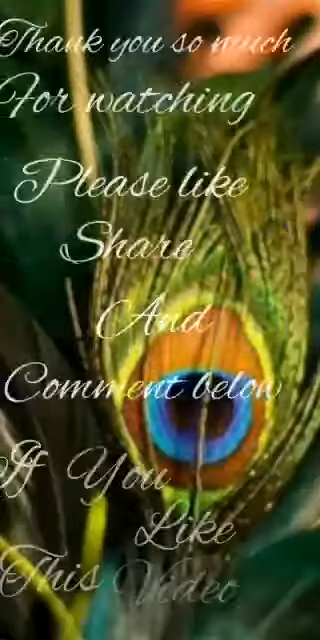 Thank you so much
For watching
Please like
Share
And
Comment below
If You
Like
This Video